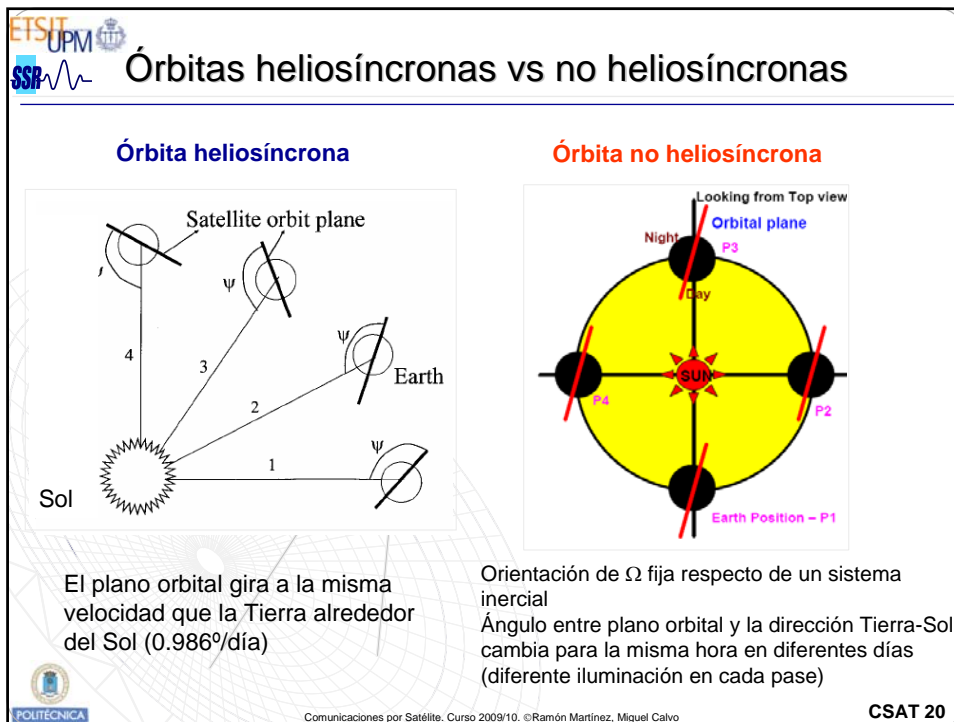 ETSIT
UPM
SSR
Órbitas heliosíncronas vs no heliosíncronas
Órbita heliosíncrona
Satellite orbit plane
ψ
ψ
ψ
4
3
2
1
Earth
Sol
El plano orbital gira a la misma
velocidad que la Tierra alrededor
del Sol (0.986º/día)
Órbita no heliosíncrona
Looking from Top view
Orbital plane
Night
P3
Day
SUN
P4
P2
Earth Position – P1
Orientación de Ω fija respecto de un sistema
inercial
Ángulo entre plano orbital y la dirección Tierra-Sol
cambia para la misma hora en diferentes días
(diferente iluminación en cada pase)
POLITÉCNICA
Comunicaciones por Satélite. Curso 2009/10. ©Ramón Martínez, Miguel Calvo
CSAT 20